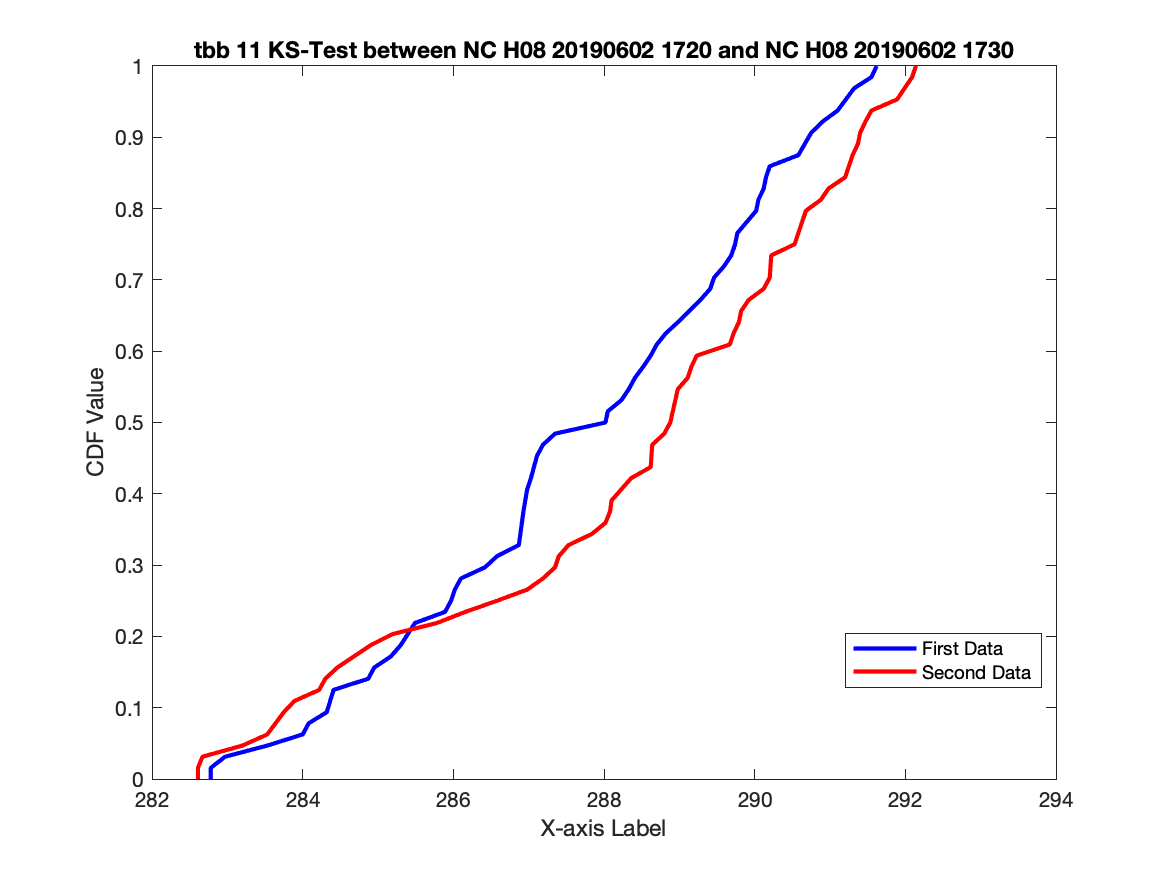 tbb 11 KS-Test between NC H08 20190602 1720 and NC H08 20190602 1730
1
0.9
0.8
0.7
0.6
0.5
0.4
0.3
0.2
0.1
0
CDF Value
First Data
Second Data
282 284 286 288 290 292 294
X-axis Label